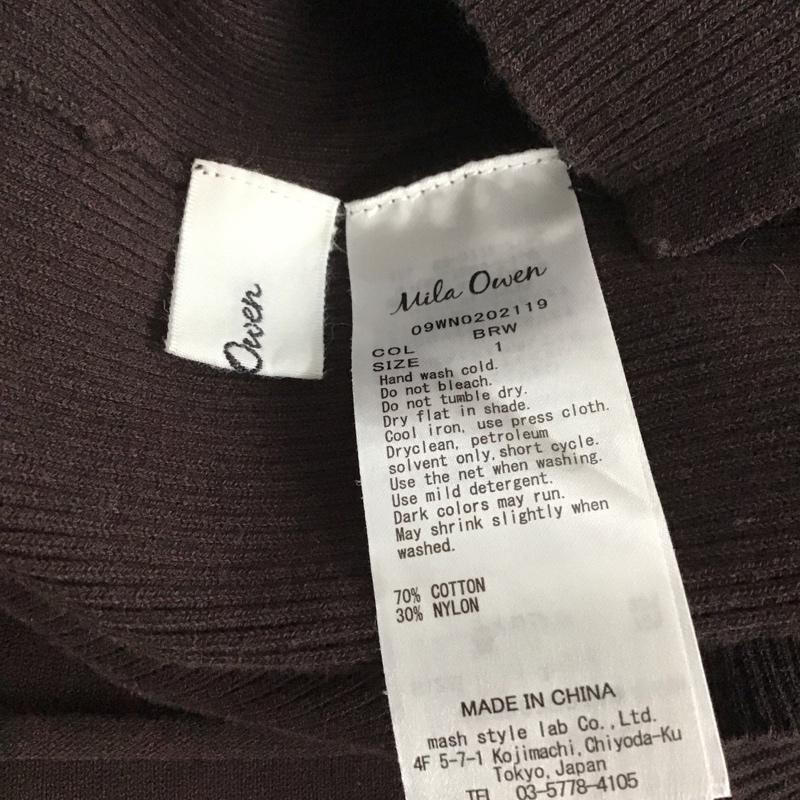 Owen
Mila Owen
09WN0202119
COL BRW
SIZE 1
Hand wash cold.
Do not bleach.
Do not tumble dry.
Dry flat in shade.
Cool iron, use press cloth.
Dryclean, petroleum
solvent only, short cycle.
Use the net when washing.
Use mild detergent.
Dark colors may run.
May shrink slightly when
washed.
70% COTTON
30% NYLON
MADE IN CHINA
mash style lab Co.,Ltd.
4F 5-7-1 Kojimachi,Chiyoda-Ku
Tokyo,Japan
TEL 03-5778-4105